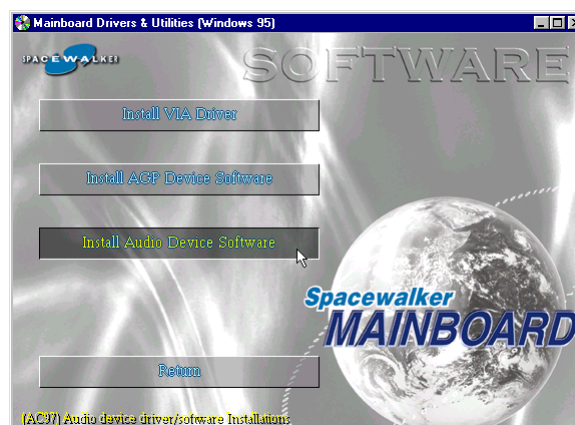 Mainboard Drivers & Utilities (Windows 95)
SPACEWALKER
SOFTWARE
Install VIA Driver
Install AGP Device Software
Install Audio Device Software
Spacewalker
MAINBOARD
Return
(AC97) Audio device driver/software Installations